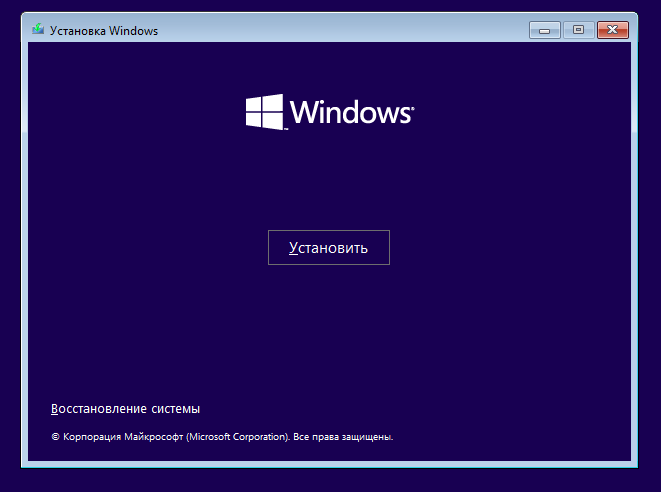 Установка Windows
Windows®
Установить
Восстановление системы
© Корпорация Майкрософт (Microsoft Corporation). Все права защищены.